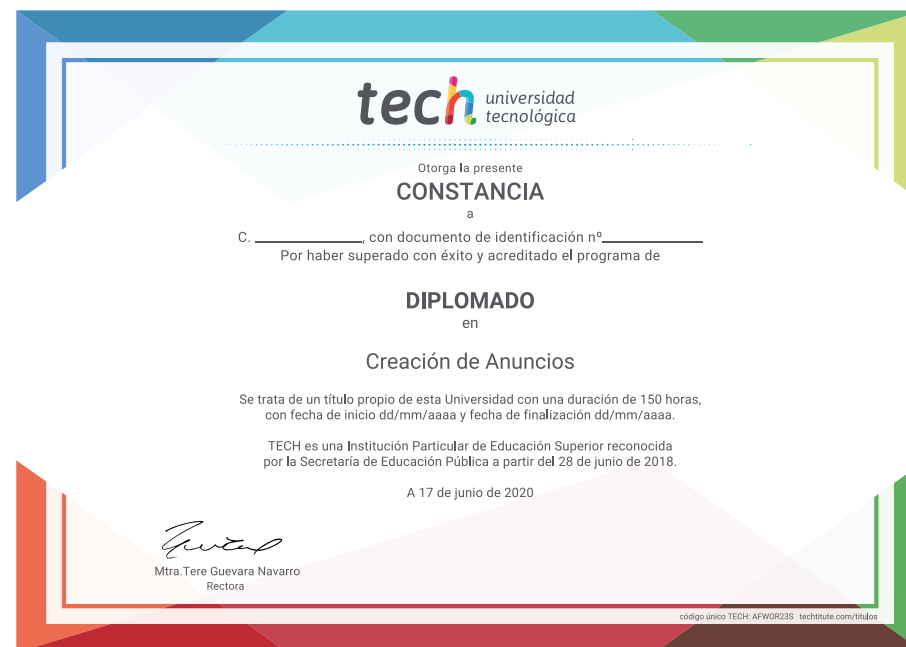 tech universidad
tecnológica
Otorga la presente
CONSTANCIA
a
C. ____________, con documento de identificación nº____________
Por haber superado con éxito y acreditado el programa de
DIPLOMADO
en
Creación de Anuncios
Se trata de un título propio de esta Universidad con una duración de 150 horas,
con fecha de inicio dd/mm/aaaa y fecha de finalización dd/mm/aaaa.
TECH es una Institución Particular de Educación Superior reconocida
por la Secretaría de Educación Pública a partir del 28 de junio de 2018.
A 17 de junio de 2020
Mtra.Tere Guevara Navarro
Rectora
código único TECH: AFWOR23S techtitute.com/titulos